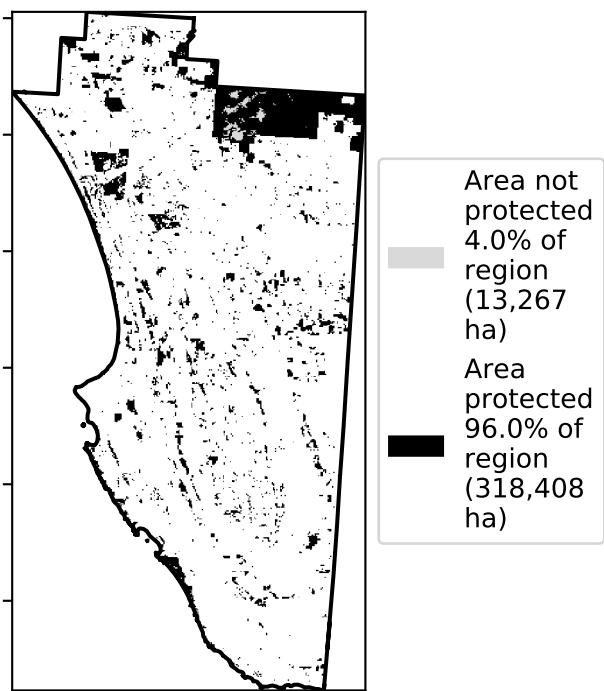 Area not
protected
4.0% of
region
(13,267
ha)
Area
protected
96.0% of
region
(318,408
ha)